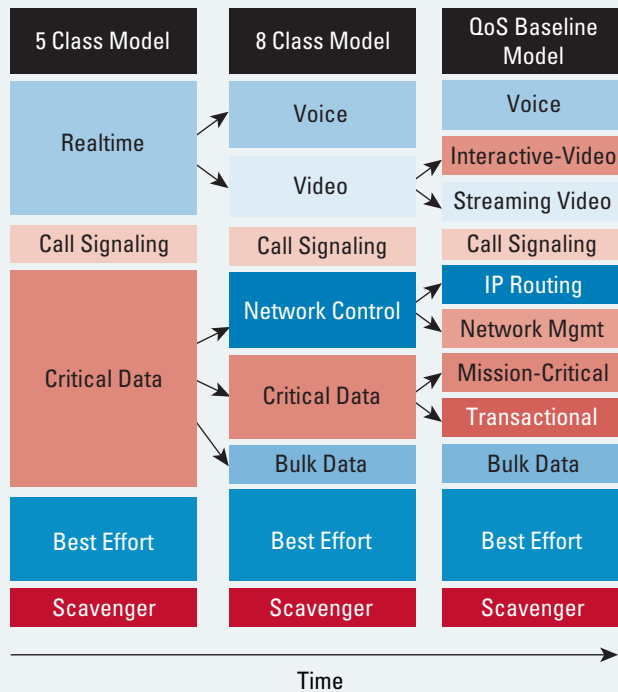 5 Class Model
Realtime
Call Signaling
Critical Data
Best Effort
Scavenger
8 Class Model
Voice
Video
Call Signaling
Network Control
Critical Data
Bulk Data
Best Effort
Scavenger
QoS Baseline
Model
Voice
Interactive-Video
Streaming Video
Call Signaling
IP Routing
Network Mgmt
Mission-Critical
Transactional
Bulk Data
Best Effort
Scavenger
Time